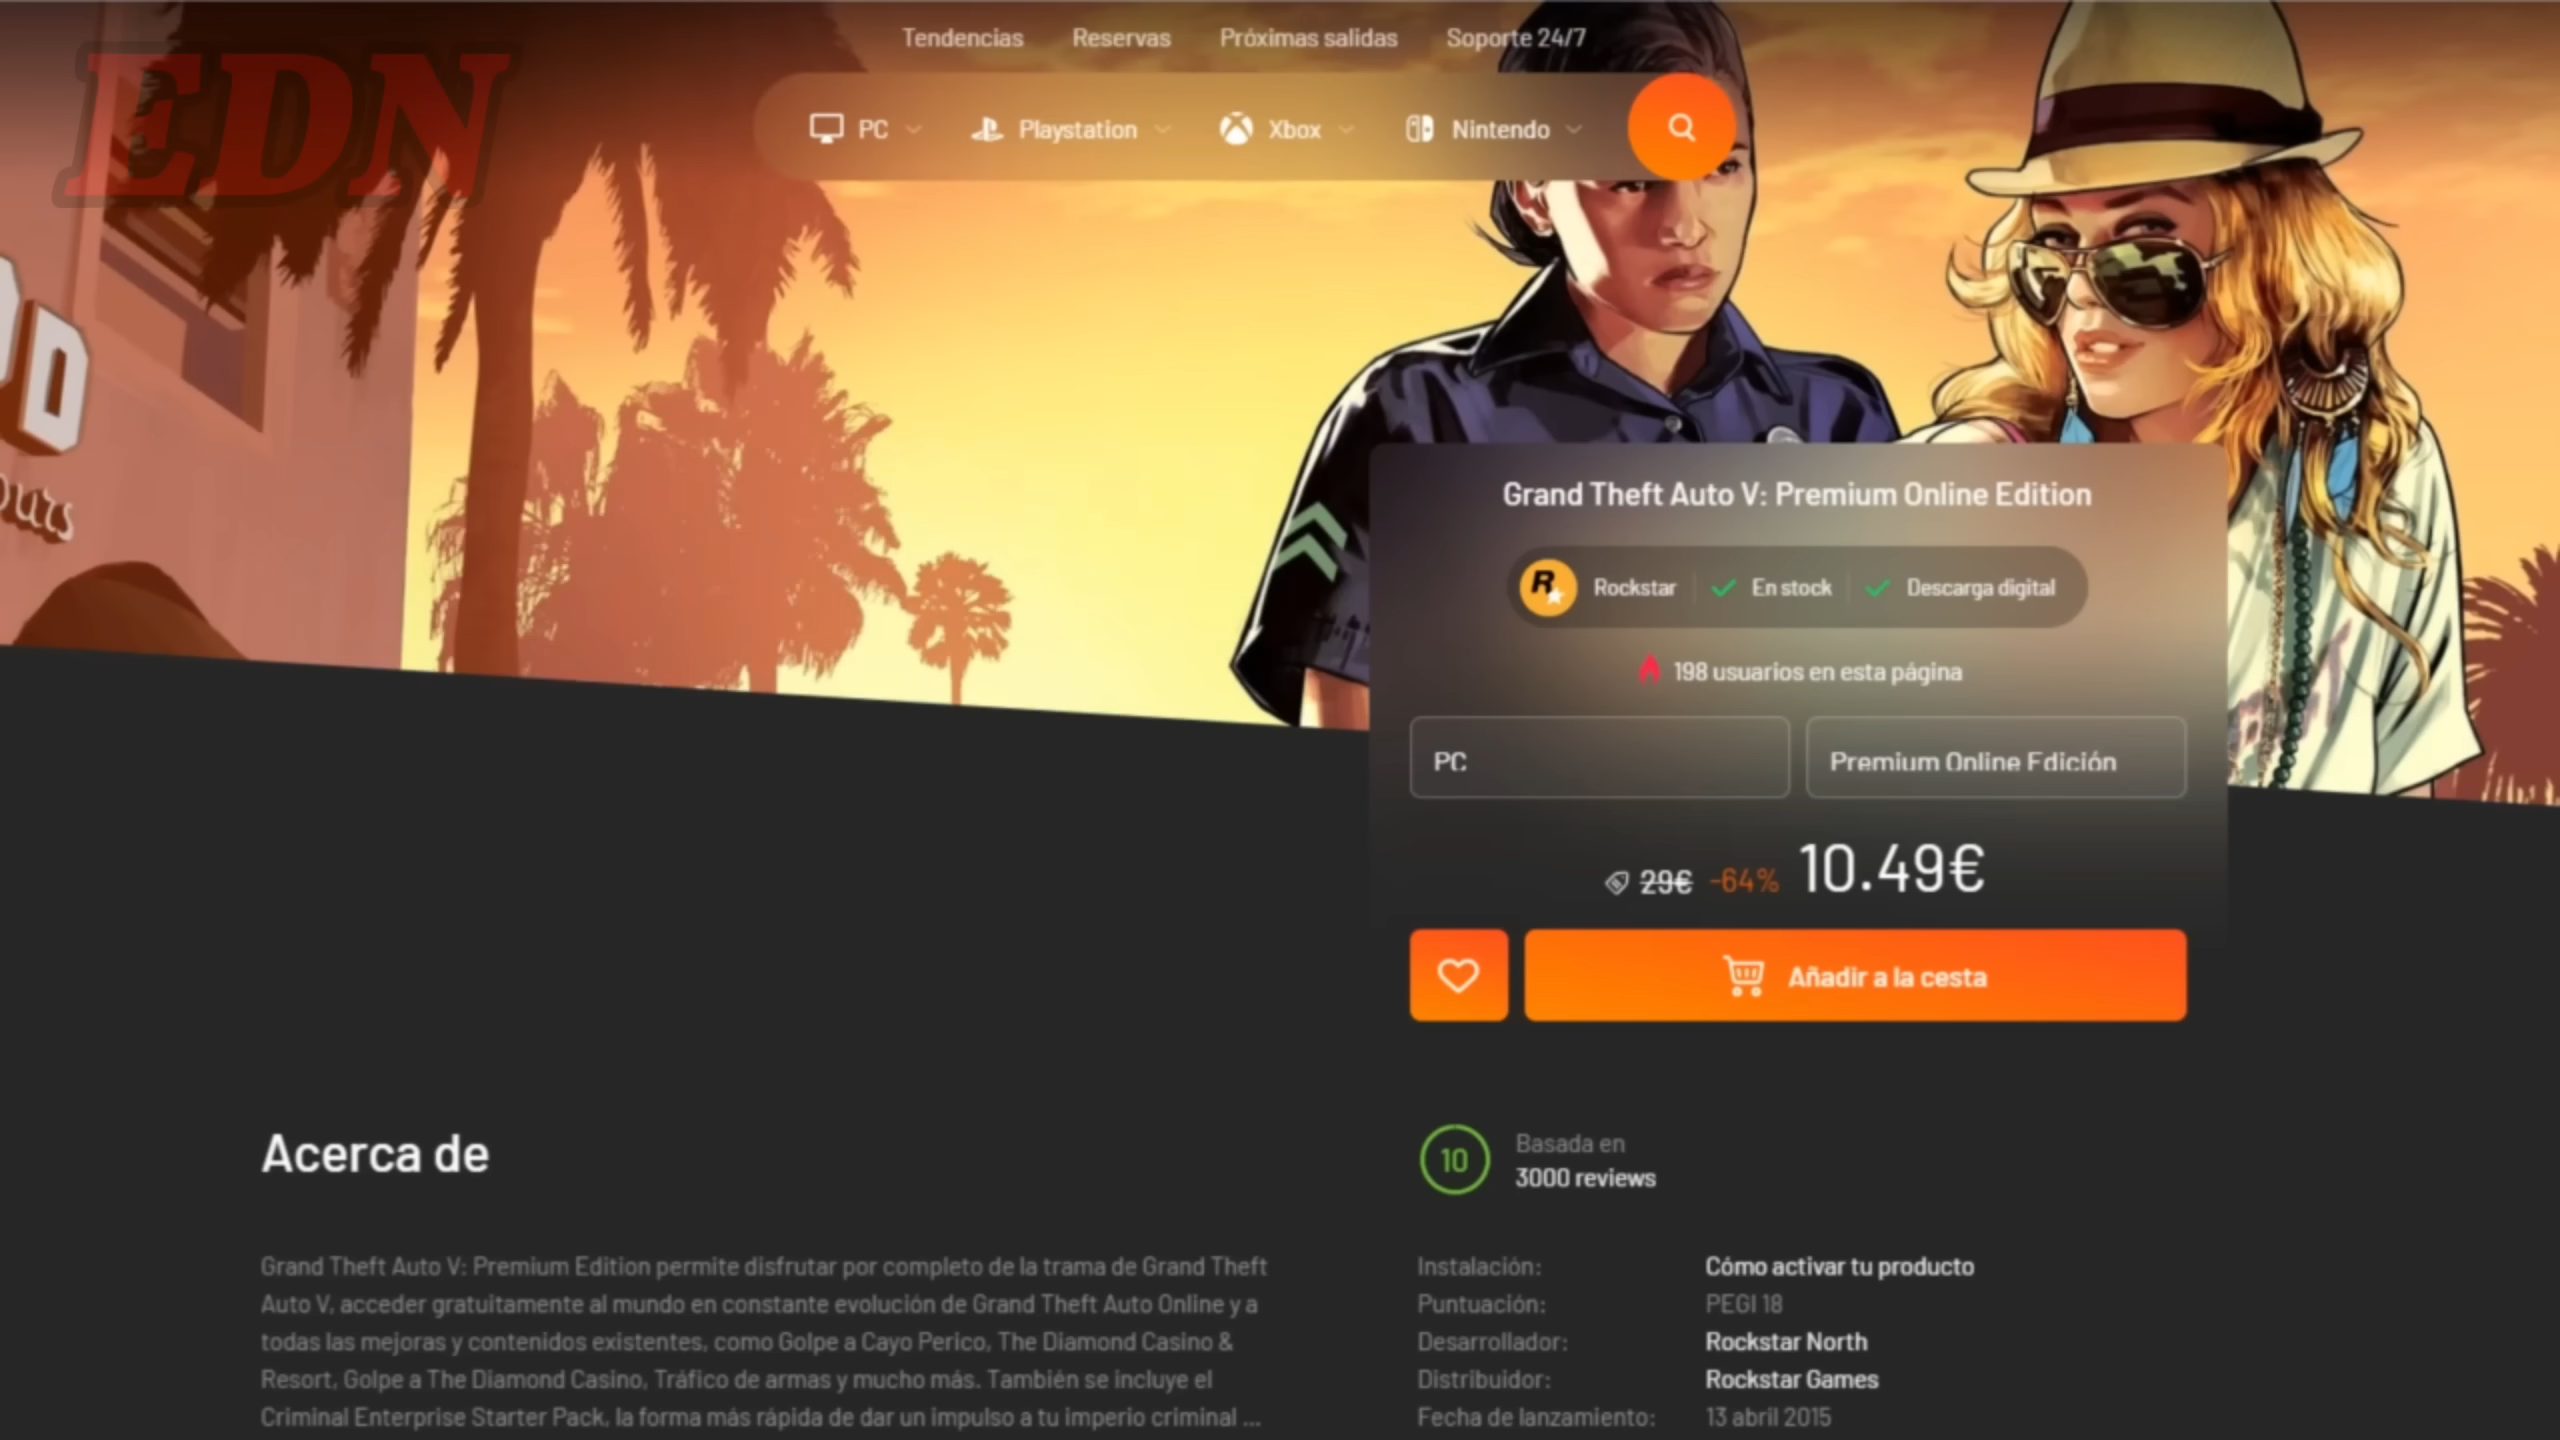 EDN
Tendencias Reservas Próximas salidas Soporte 24/7
PC Playstation Xbox Nintendo
D
ours
Grand Theft Auto V: Premium Online Edition
R Rockstar En stock Descarga digital
198 usuarios en esta página
PC Premium Online Edición
29€ -64% 10.49€
Añadir a la cesta
Acerca de
10 Basada en
3000 reviews
Grand Theft Auto V: Premium Edition permite disfrutar por completo de la trama de Grand Theft
Auto V, acceder gratuitamente al mundo en constante evolución de Grand Theft Auto Online y a
todas las mejoras y contenidos existentes, como Golpe a Cayo Perico, The Diamond Casino &
Resort, Golpe a The Diamond Casino, Tráfico de armas y mucho más. También se incluye el
Criminal Enterprise Starter Pack, la forma más rápida de dar un impulso a tu imperio criminal ...
Instalación: Cómo activar tu producto
Puntuación: PEGI 18
Desarrollador: Rockstar North
Distribuidor: Rockstar Games
Fecha de lanzamiento: 13 abril 2015